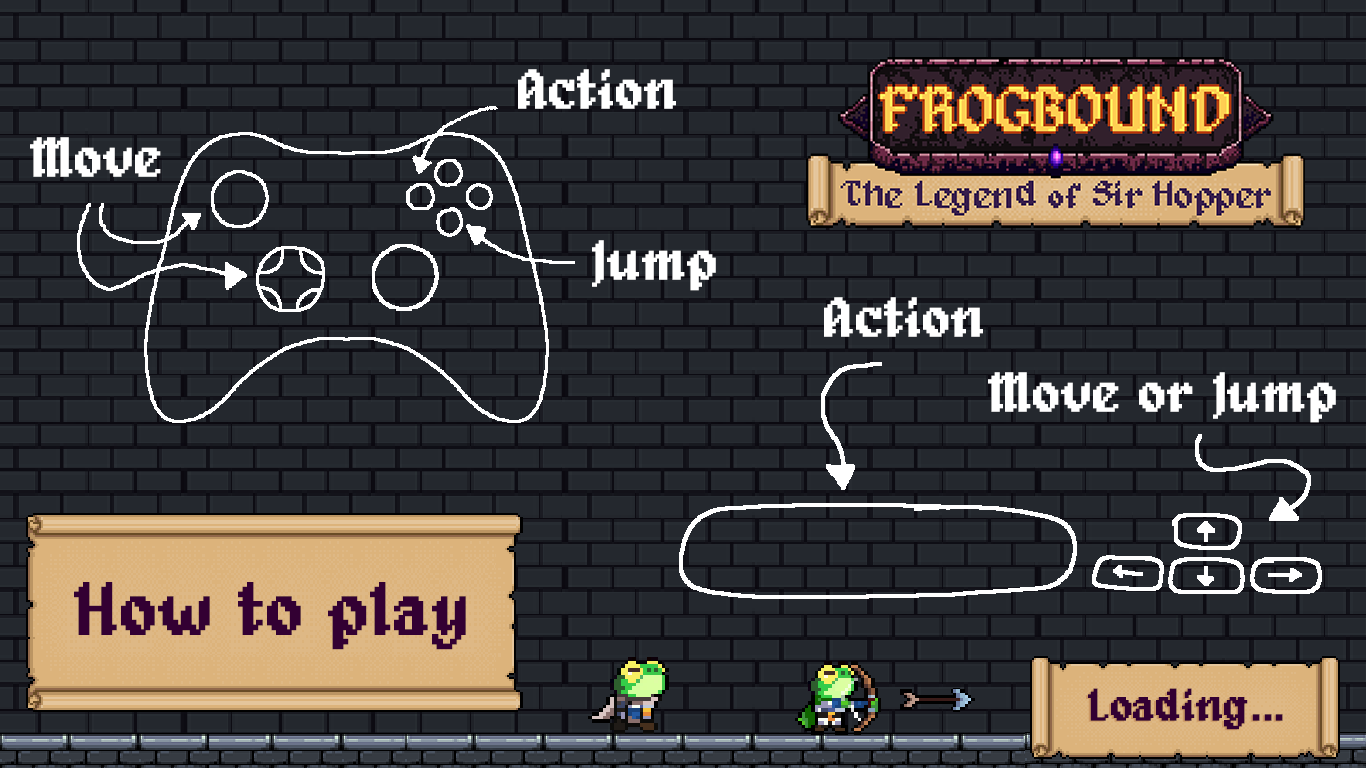 Action
Move
Jump
FROGBOUND
The Legend of Sir Hopper
Action
Move or Jump
How to play
Loading...